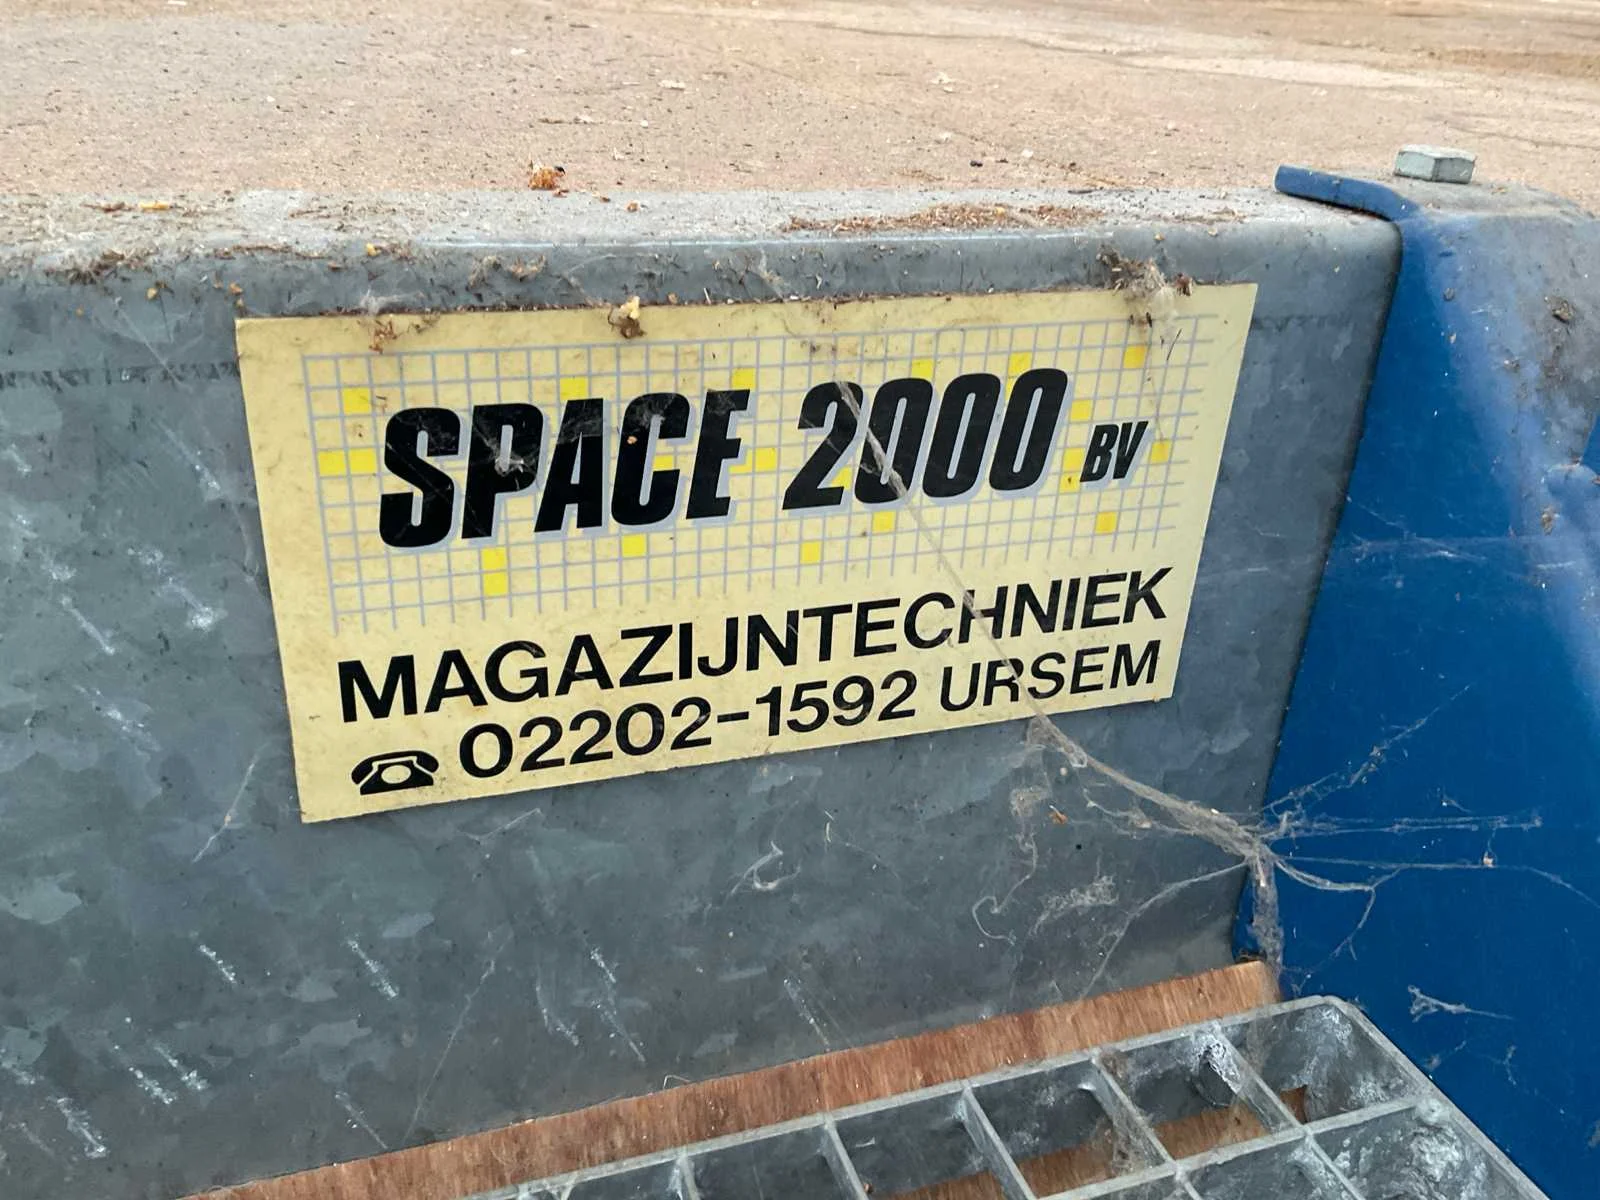 SPACE 2000 BV
MAGAZIJNTECHNIEK
02202-1592 URSEM